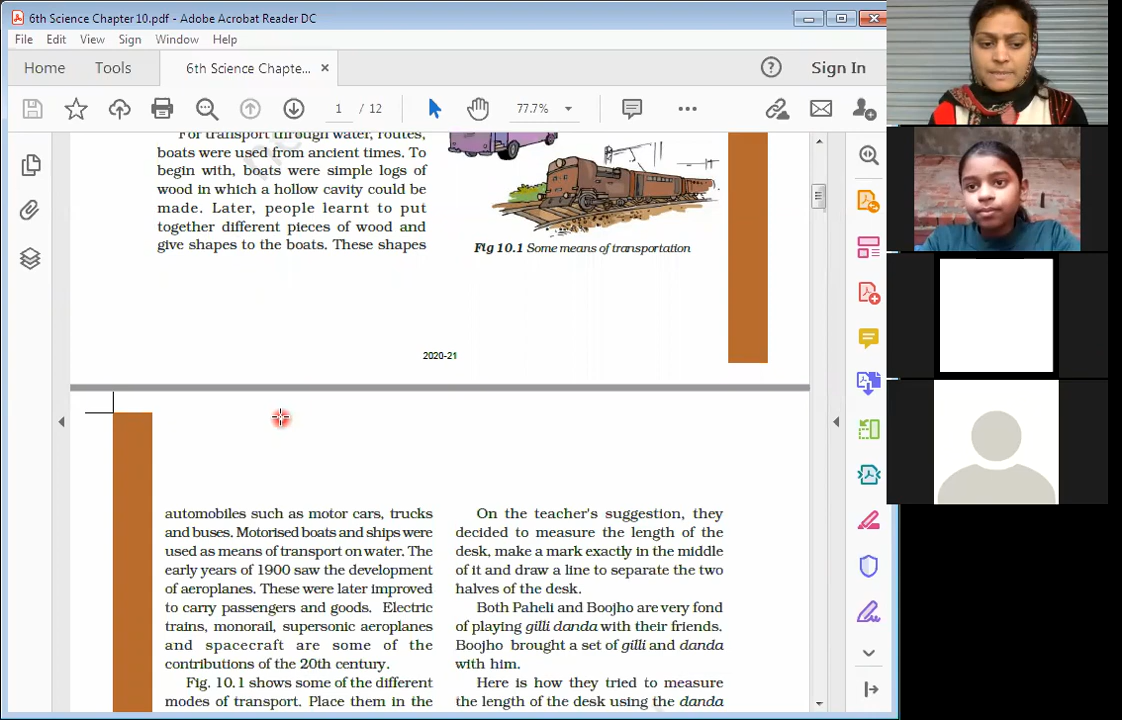 6th Science Chapter 10.pdf - Adobe Acrobat Reader DC
File Edit View Sign Window Help
Home Tools 6th Science Chapte... Sign In
1 / 12 77.7%
For transport through water, routes,
boats were used from ancient times. To
begin with, boats were simple logs of
wood in which a hollow cavity could be
made. Later, people learnt to put
together different pieces of wood and
give shapes to the boats. These shapes
Fig 10.1 Some means of transportation
2020-21
automobiles such as motor cars, trucks
and buses. Motorised boats and ships were
used as means of transport on water. The
early years of 1900 saw the development
of aeroplanes. These were later improved
to carry passengers and goods. Electric
trains, monorail, supersonic aeroplanes
and spacecraft are some of the
contributions of the 20th century.
Fig. 10.1 shows some of the different
modes of transport. Place them in the
On the teacher's suggestion, they
decided to measure the length of the
desk, make a mark exactly in the middle
of it and draw a line to separate the two
halves of the desk.
Both Paheli and Boojho are very fond
of playing gilli danda with their friends.
Boojho brought a set of gilli and danda
with him.
Here is how they tried to measure
the length of the desk using the danda